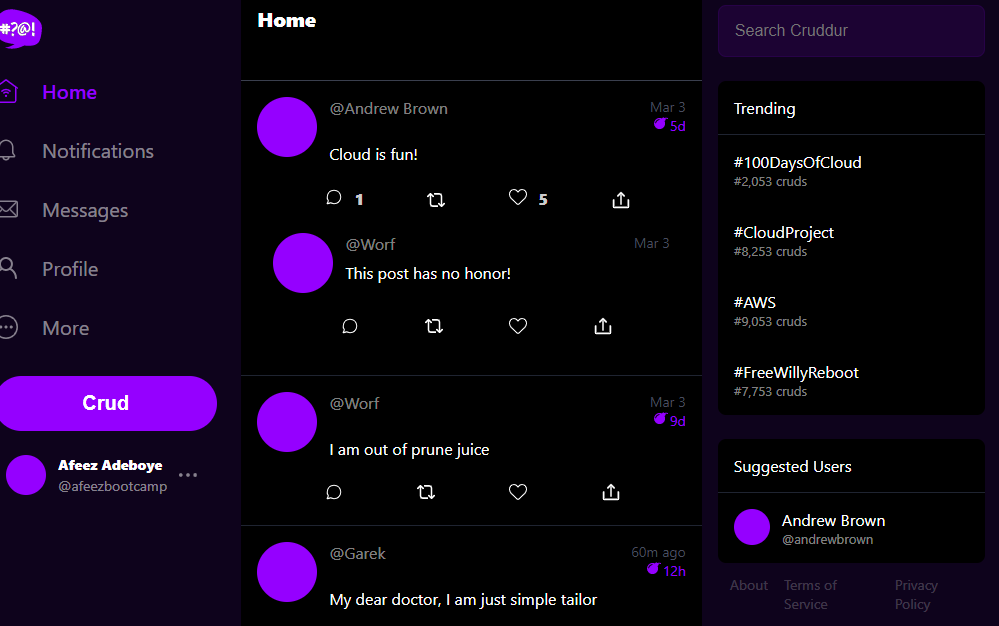 #?@!
Home
Notifications
Messages
Profile
More
Crud
Afeez Adeboye
@afeezbootcamp
Home
@Andrew Brown
Mar 3
5d
Cloud is fun!
1
5
@Worf
Mar 3
This post has no honor!
@Worf
Mar 3
9d
I am out of prune juice
@Garek
60m ago
12h
My dear doctor, I am just simple tailor
Search Cruddur
Trending
#100DaysOfCloud
#2,053 cruds
#CloudProject
#8,253 cruds
#AWS
#9,053 cruds
#FreeWillyReboot
#7,753 cruds
Suggested Users
Andrew Brown
@andrewbrown
About
Terms of
Service
Privacy
Policy